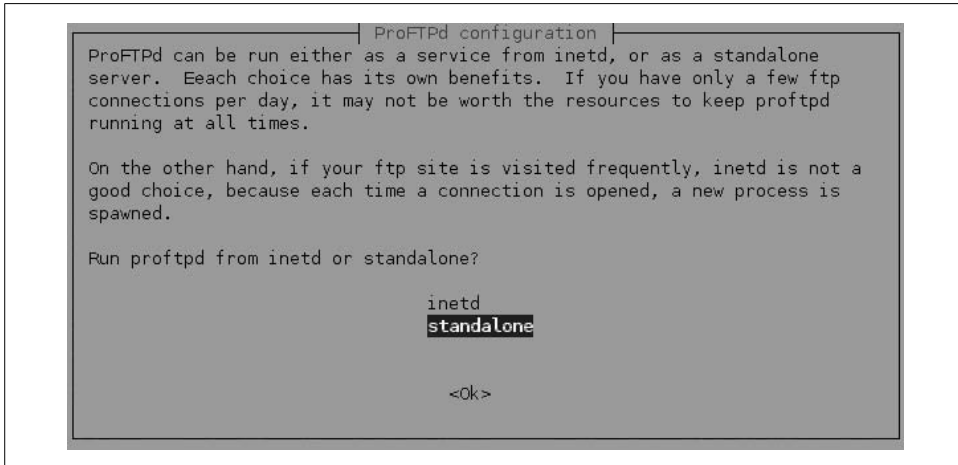 ProFTPd configuration
ProFTPd can be run either as a service from inetd, or as a standalone
server.  Eeach choice has its own benefits.  If you have only a few ftp
connections per day, it may not be worth the resources to keep proftpd
running at all times.
On the other hand, if your ftp site is visited frequently, inetd is not a
good choice, because each time a connection is opened, a new process is
spawned.
Run proftpd from inetd or standalone?
inetd
standalone
<Ok>